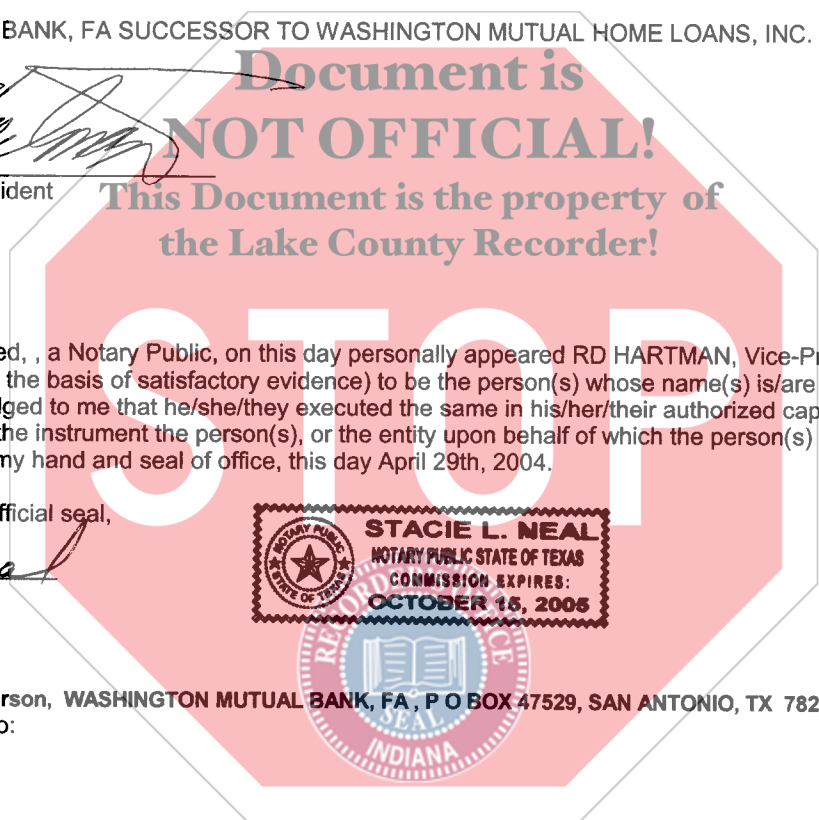 BANK, FA SUCCESSOR TO WASHINGTON MUTUAL HOME LOANS, INC.
Document is
NOT OFFICIAL!
ident
This Document is the property of
the Lake County Recorder!
STOP
ed, , a Notary Public, on this day personally appeared RD HARTMAN, Vice-Pr
the basis of satisfactory evidence) to be the person(s) whose name(s) is/are
ged to me that he/she/they executed the same in his/her/their authorized cap
he instrument the person(s), or the entity upon behalf of which the person(s)
my hand and seal of office, this day April 29th, 2004.
fficial seal,
STACIE L. NEAL
NOTARY PUBLIC STATE OF TEXAS
COMMISSION EXPIRES:
OCTOBER 15, 2005
NOTARY PUBLIC
STATE OF TEXAS
RECORDER'S OFFICE
rson, WASHINGTON MUTUAL BANK, FA , P O BOX 47529, SAN ANTONIO, TX 782
o:
SEAL
INDIANA